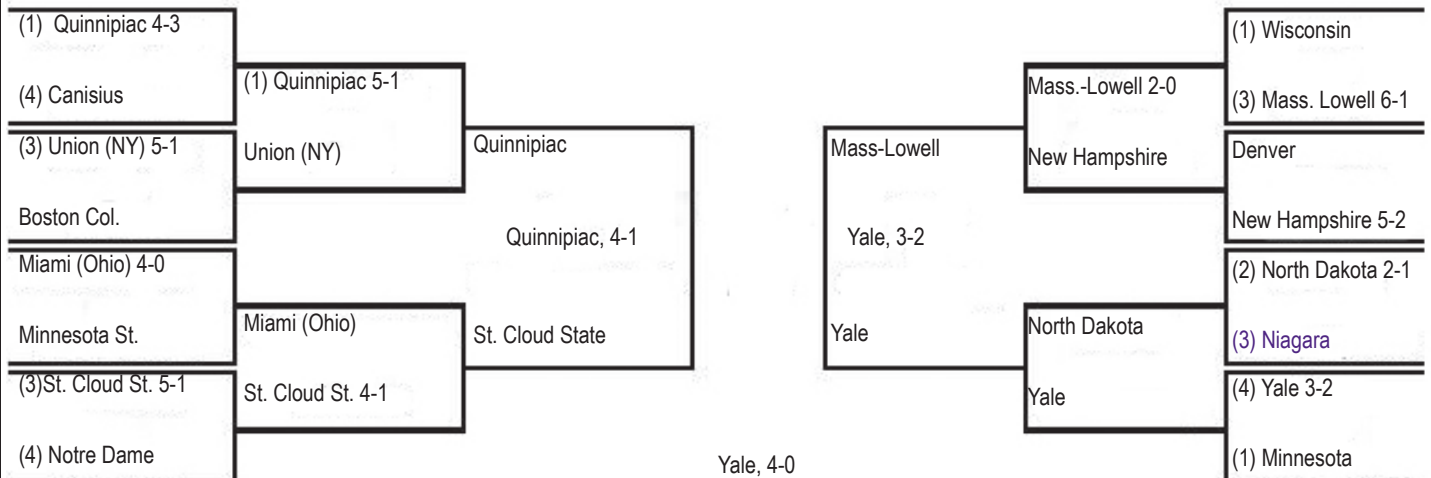 (1) Quinnipiac 4-3
(4) Canisius
(3) Union (NY) 5-1
Boston Col.
Miami (Ohio) 4-0
Minnesota St.
(3)St. Cloud St. 5-1
(4) Notre Dame
(1) Quinnipiac 5-1
Union (NY)
Miami (Ohio)
St. Cloud St. 4-1
Quinnipiac
Quinnipiac, 4-1
St. Cloud State
Yale, 4-0
Mass-Lowell
Yale, 3-2
Yale
Mass.-Lowell 2-0
New Hampshire
North Dakota
Yale
(1) Wisconsin
(3) Mass. Lowell 6-1
Denver
New Hampshire 5-2
(2) North Dakota 2-1
(3) Niagara
(4) Yale 3-2
(1) Minnesota